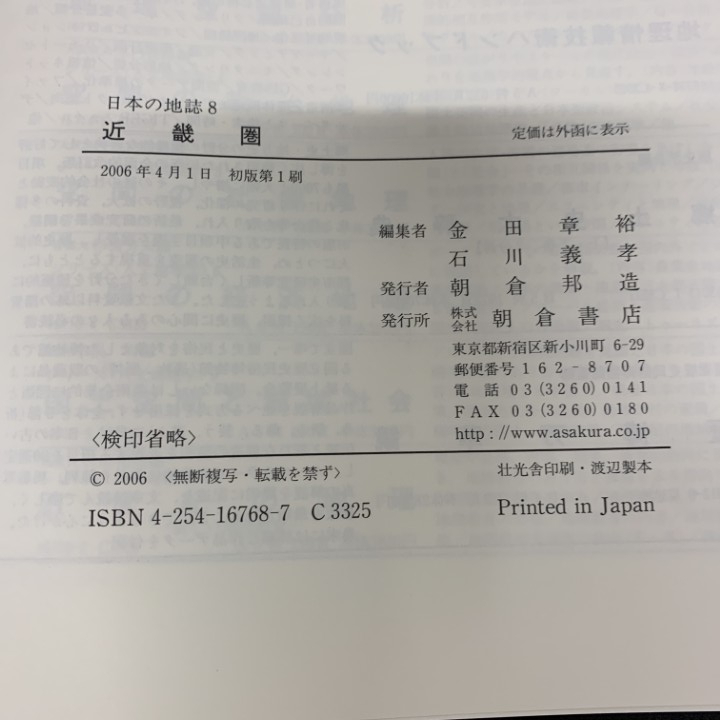 日本の地誌8
近畿圏
定価は外函に表示
2006年4月1日 初版第1刷
編集者 金田章裕
石川義孝
発行者 朝倉邦造
発行所 株式会社 朝倉書店
東京都新宿区新小川町 6-29
郵便番号 162-8707
電話 03(3260)0141
FAX 03(3260)0180
http://www.asakura.co.jp
〈検印省略〉
© 2006 〈無断複写・転載を禁ず〉
壮光舎印刷・渡辺製本
ISBN 4-254-16768-7 C 3325
Printed in Japan